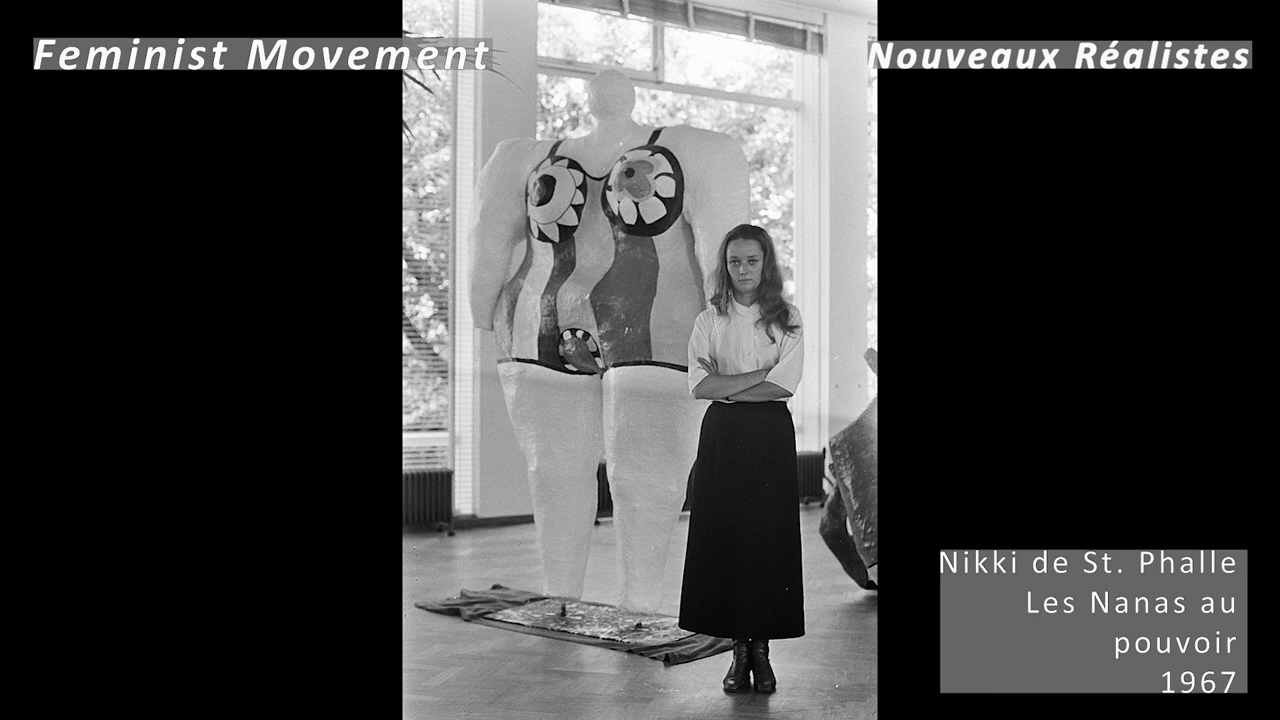 Feminist Movement
Nouveaux Réalistes
Nikki de St. Phalle
Les Nanas au
pouvoir
1967